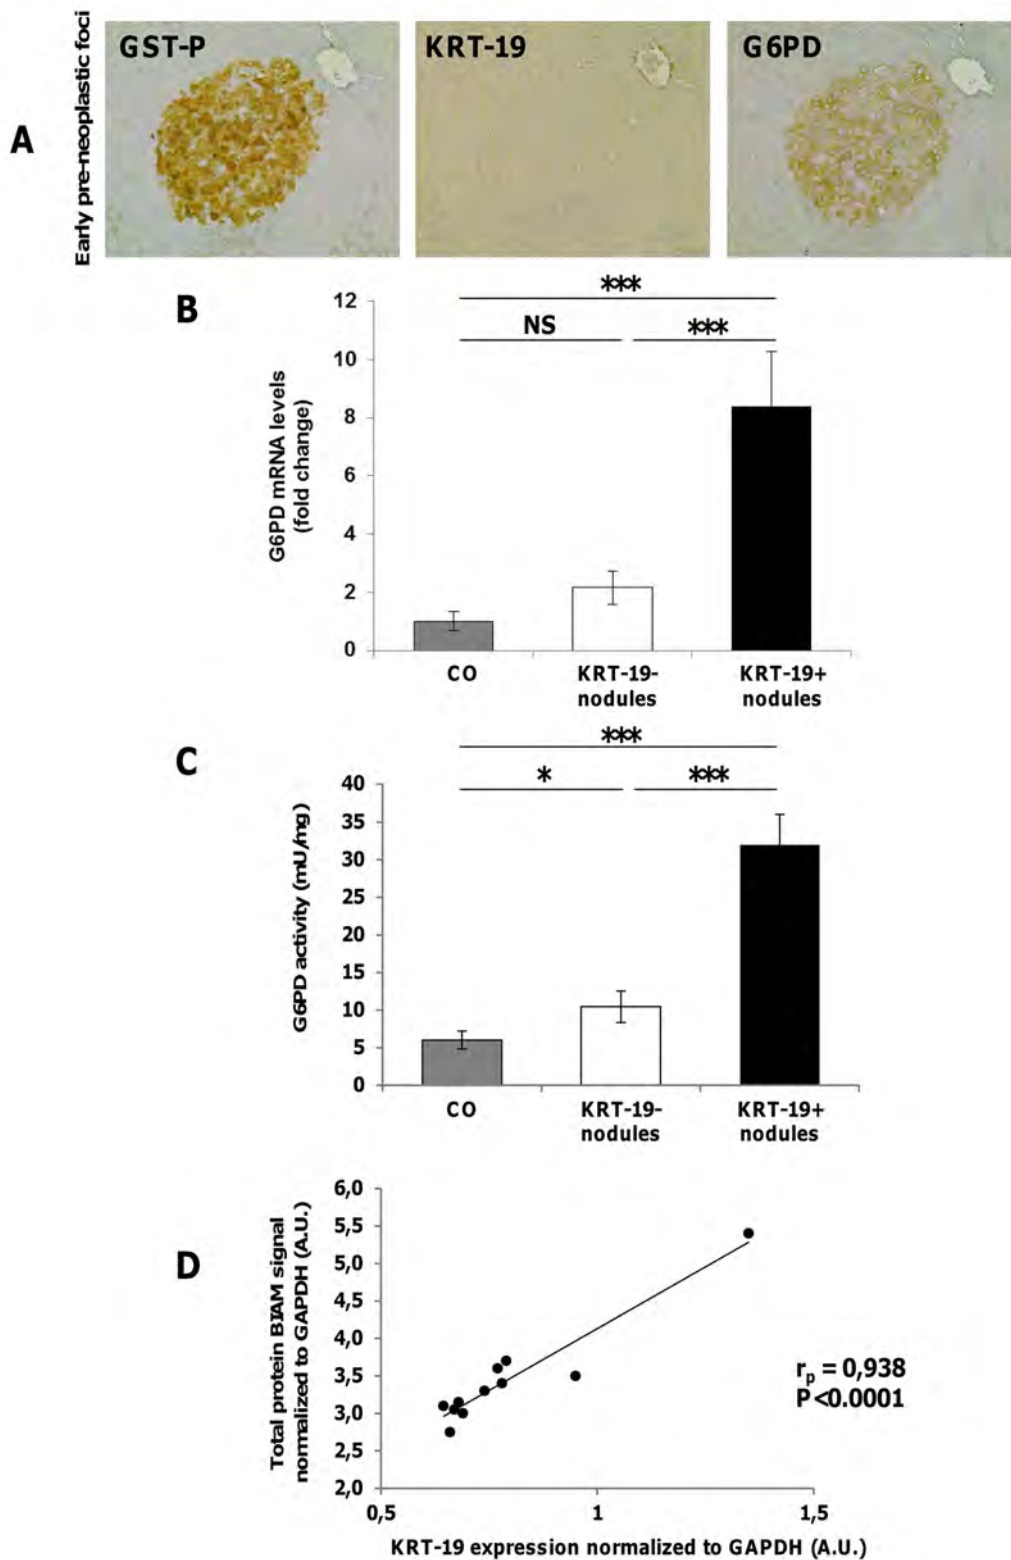 A
Early pre-neoplastic foci
GST-P
KRT-19
G6PD
B
G6PD mRNA levels
(fold change)
12
10
8
6
4
2
0
***
NS
***
CO
KRT-19-
nodules
KRT-19+
nodules
C
G6PD activity (mU/mg)
40
35
30
25
20
15
10
5
0
***
*
***
CO
KRT-19-
nodules
KRT-19+
nodules
D
Total protein BIAM signal
normalized to GAPDH (A.U.)
6,0
5,5
5,0
4,5
4,0
3,5
3,0
2,5
2,0
0,5
1
1,5
rp = 0,938
P<0.0001
KRT-19 expression normalized to GAPDH (A.U.)